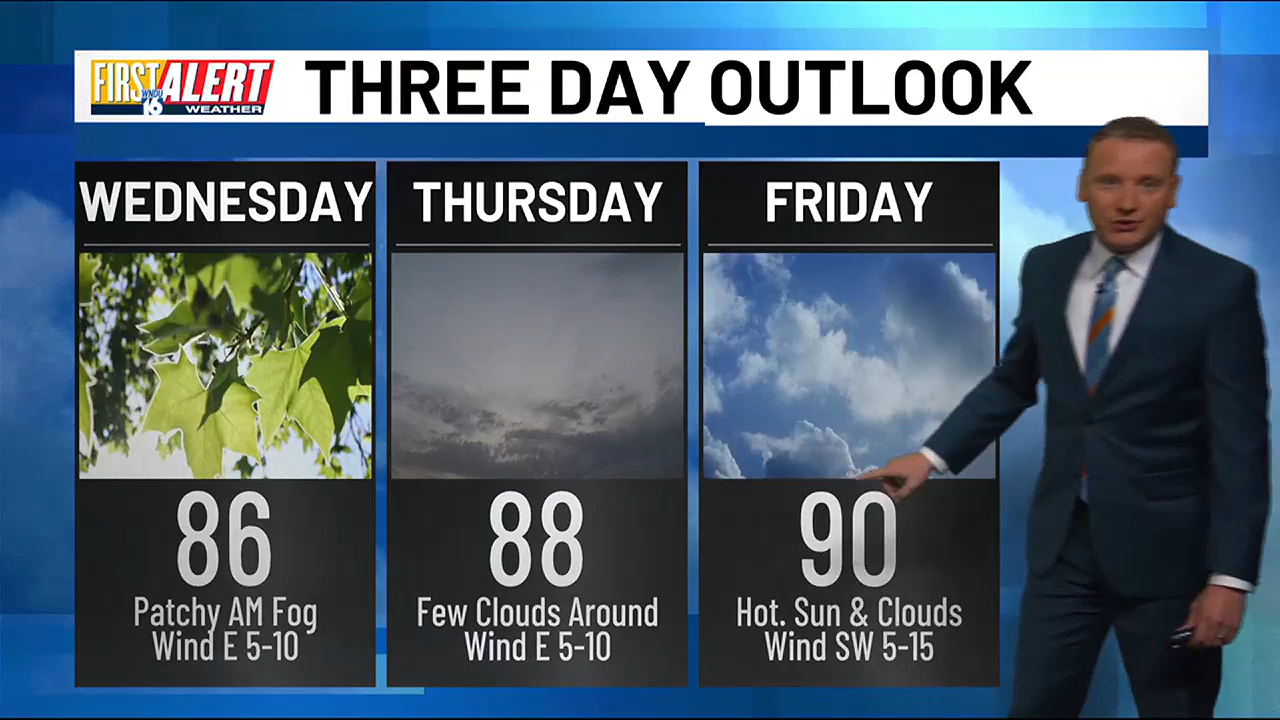 FIRST ALERT
WNDU
16
WEATHER
THREE DAY OUTLOOK
WEDNESDAY
THURSDAY
FRIDAY
86
Patchy AM Fog
Wind E 5-10
88
Few Clouds Around
Wind E 5-10
90
Hot. Sun & Clouds
Wind SW 5-15